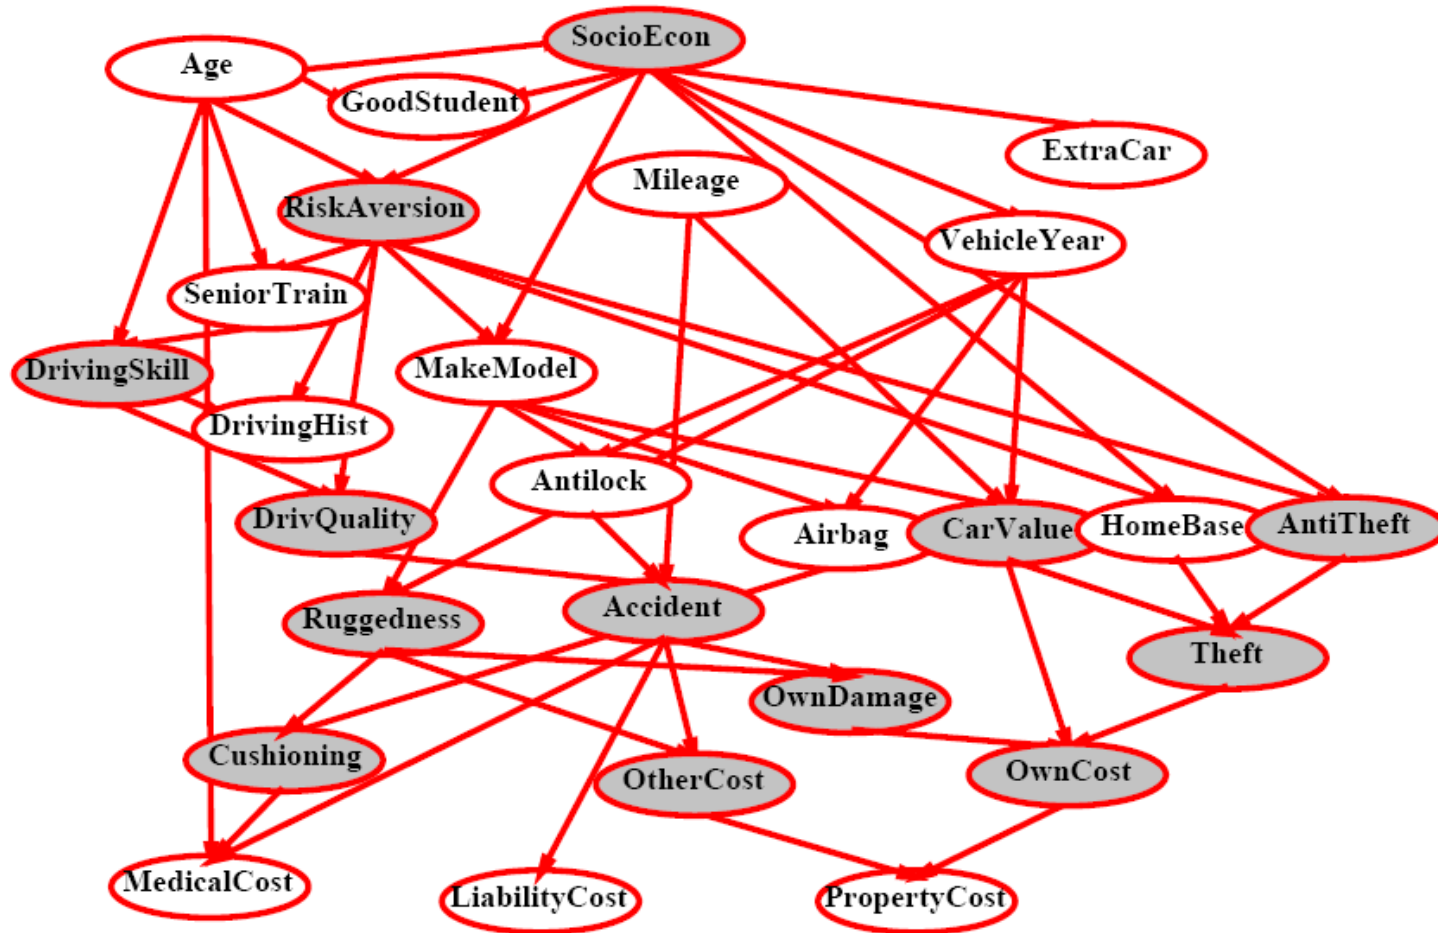 SocioEcon
Age
GoodStudent
ExtraCar
Mileage
RiskAversion
VehicleYear
SeniorTrain
DrivingSkill
MakeModel
DrivingHist
Antilock
DrivQuality
Airbag
CarValue
HomeBase
AntiTheft
Ruggedness
Accident
Theft
OwnDamage
Cushioning
OtherCost
OwnCost
MedicalCost
LiabilityCost
PropertyCost